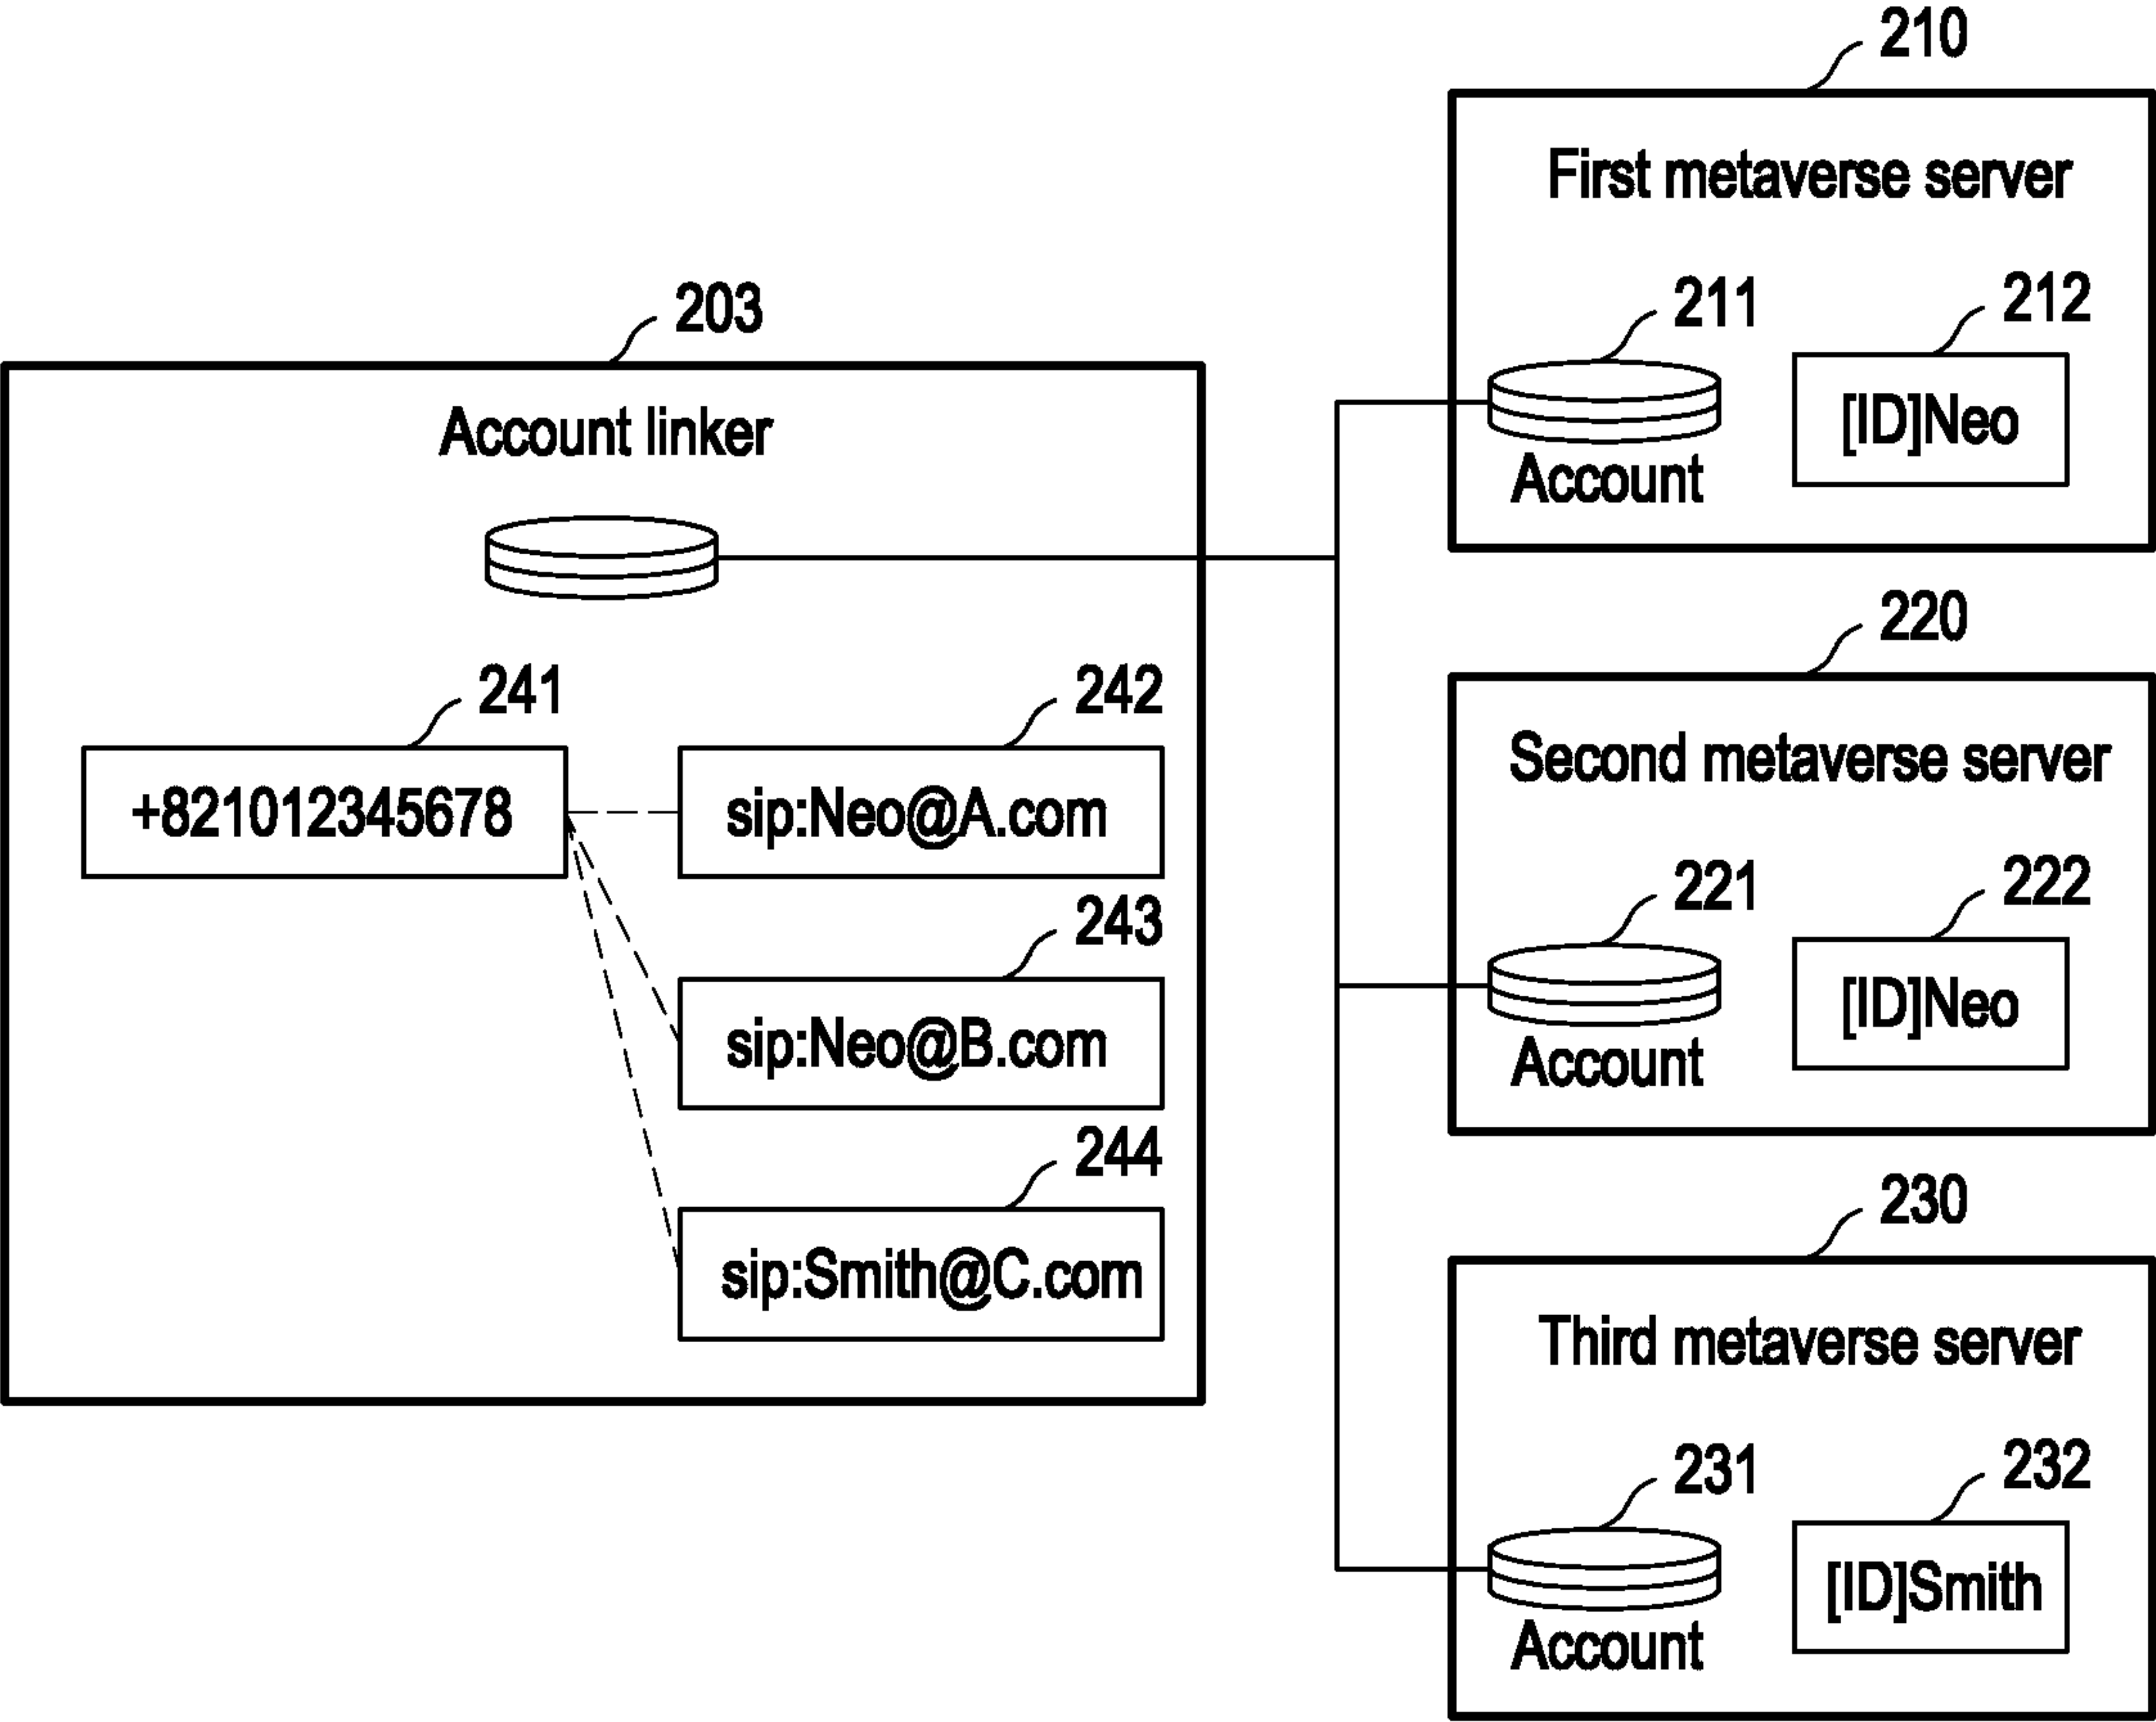 203
Account linker
241
+821012345678
242
sip:Neo@A.com
243
sip:Neo@B.com
244
sip:Smith@C.com
210
First metaverse server
211
Account
212
[ID]Neo
220
Second metaverse server
221
Account
222
[ID]Neo
230
Third metaverse server
231
Account
232
[ID]Smith